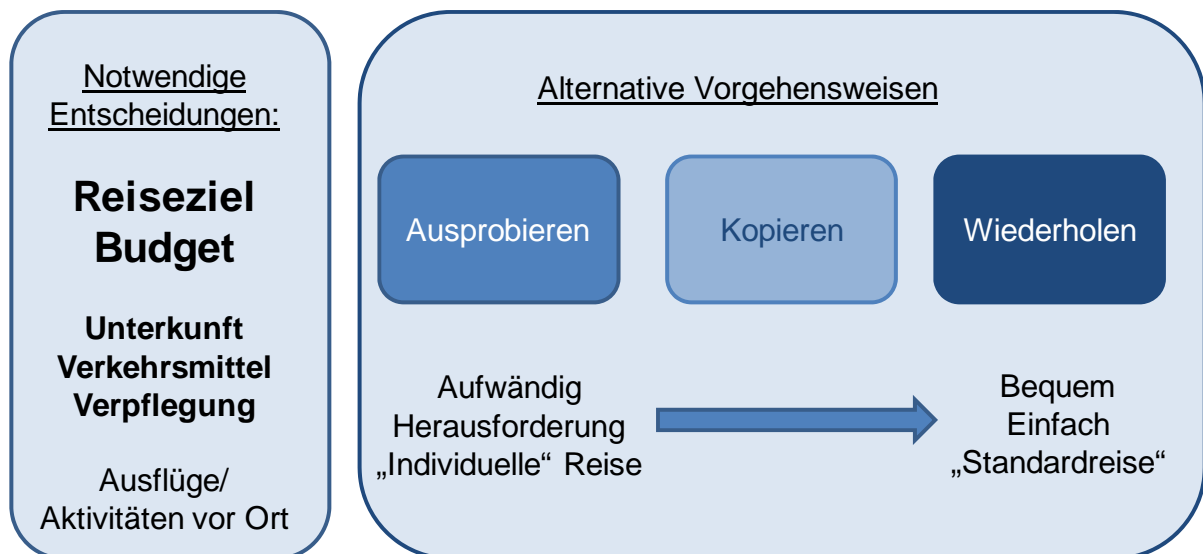 Notwendige
Entscheidungen:
Reiseziel
Budget
Unterkunft
Verkehrsmittel
Verpflegung
Ausflüge/
Aktivitäten vor Ort
Alternative Vorgehensweisen
Ausprobieren
Kopieren
Wiederholen
Aufwändig
Herausforderung
„Individuelle“ Reise
Bequem
Einfach
„Standardreise“